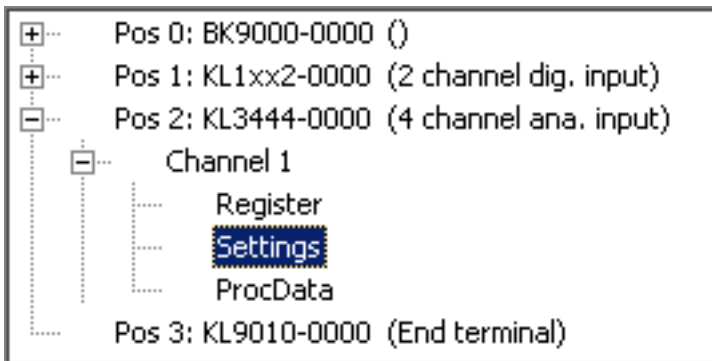 Pos 0: BK9000-0000 ()
Pos 1: KL1xx2-0000 (2 channel dig. input)
Pos 2: KL3444-0000 (4 channel ana. input)
Channel 1
Register
Settings
ProcData
Pos 3: KL9010-0000 (End terminal)